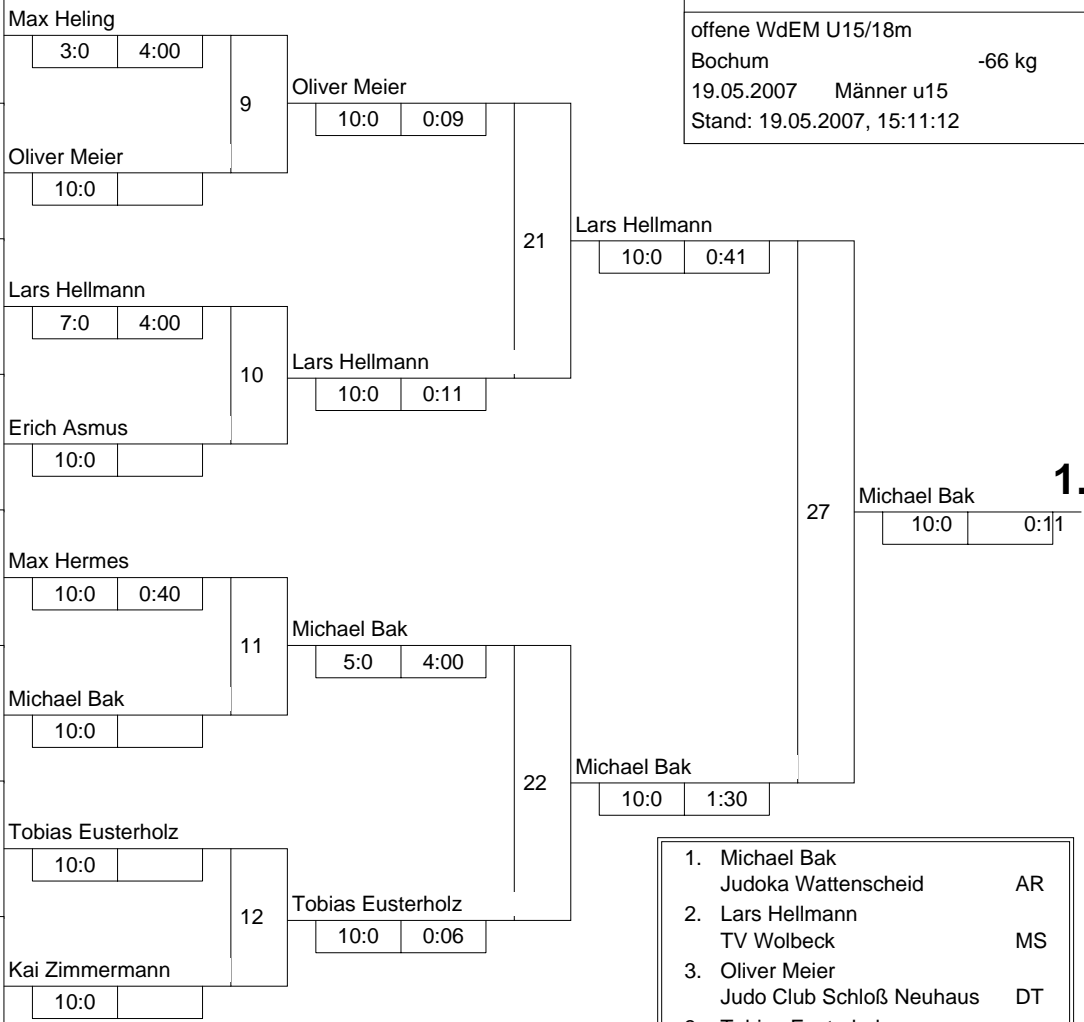 Max Heling
3:0 4:00
9
Oliver Meier
10:0
Oliver Meier
10:0 0:09
Lars Hellmann
7:0 4:00
10
Erich Asmus
10:0
Lars Hellmann
10:0 0:11
21
Lars Hellmann
10:0 0:41
Max Hermes
10:0 0:40
11
Michael Bak
10:0
Michael Bak
5:0 4:00
Tobias Eusterholz
10:0
12
Kai Zimmermann
10:0
Tobias Eusterholz
10:0 0:06
22
Michael Bak
10:0 1:30
27
Michael Bak 1.
10:0 0:11
offene WdEM U15/18m
Bochum -66 kg
19.05.2007 Männer u15
Stand: 19.05.2007, 15:11:12
1. Michael Bak
Judoka Wattenscheid AR
2. Lars Hellmann
TV Wolbeck MS
3. Oliver Meier
Judo Club Schloß Neuhaus DT